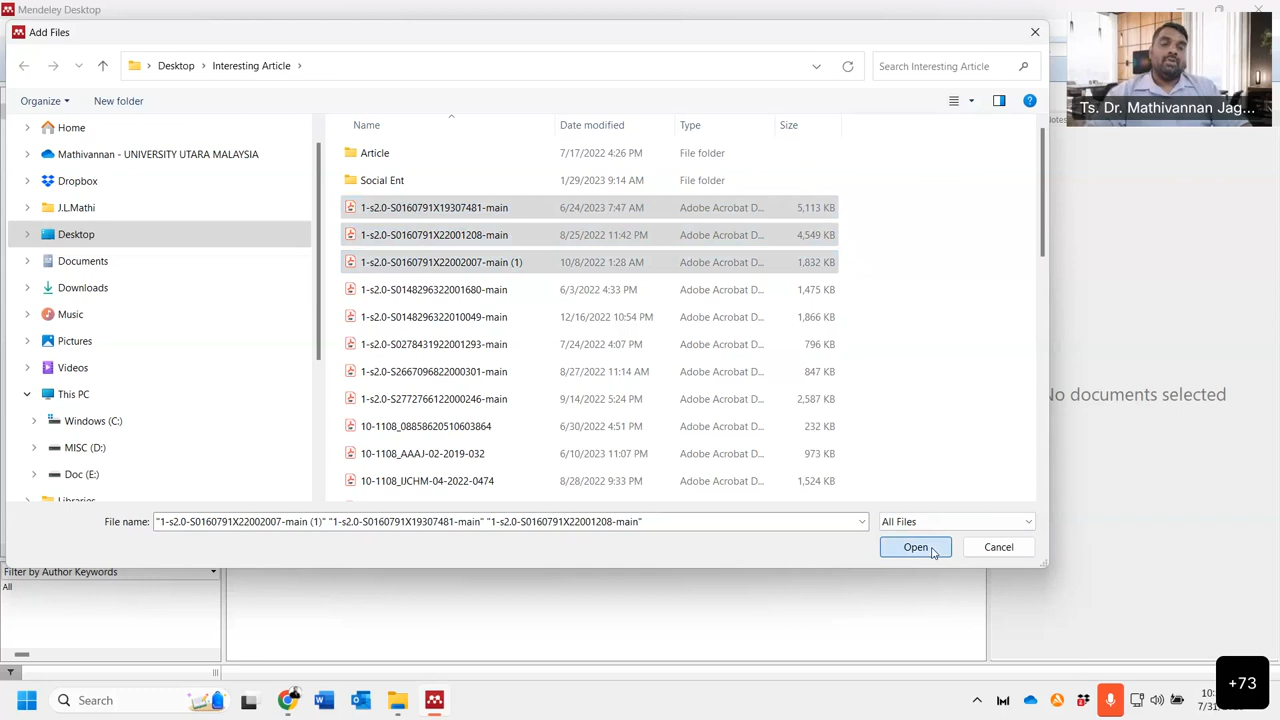 Mendeley Desktop
Add Files
Desktop Interesting Article
Search Interesting Article
Organize New folder
Name Date modified Type Size
Home
Mathivannan - UNIVERSITY UTARA MALAYSIA
Dropbox
J.L.Mathi
Desktop
Documents
Downloads
Music
Pictures
Videos
This PC
Windows (C:)
MISC (D:)
Doc (E:)
Libraries
Article 7/17/2022 4:26 PM File folder
Social Ent 1/29/2023 9:14 AM File folder
1-s2.0-S0160791X19307481-main 6/24/2023 7:47 AM Adobe Acrobat D... 5,113 KB
1-s2.0-S0160791X22001208-main 8/25/2022 11:42 PM Adobe Acrobat D... 4,549 KB
1-s2.0-S0160791X22002007-main (1) 10/8/2022 1:28 AM Adobe Acrobat D... 1,832 KB
1-s2.0-S0148296322001680-main 6/3/2022 4:33 PM Adobe Acrobat D... 1,475 KB
1-s2.0-S0148296322010049-main 12/16/2022 10:54 PM Adobe Acrobat D... 1,866 KB
1-s2.0-S0278431922001293-main 7/24/2022 4:07 PM Adobe Acrobat D... 796 KB
1-s2.0-S2667096822000301-main 8/27/2022 11:14 AM Adobe Acrobat D... 847 KB
1-s2.0-S2772766122000246-main 9/14/2022 5:24 PM Adobe Acrobat D... 2,587 KB
10-1108_08858620510603864 6/30/2022 4:51 PM Adobe Acrobat D... 232 KB
10-1108_AAAJ-02-2019-032 6/10/2023 11:07 PM Adobe Acrobat D... 973 KB
10-1108_IJCHM-04-2022-0474 8/28/2022 9:33 PM Adobe Acrobat D... 1,524 KB
File name: "1-s2.0-S0160791X22002007-main (1)" "1-s2.0-S0160791X19307481-main" "1-s2.0-S0160791X22001208-main" All Files
Open Cancel
Ts. Dr. Mathivannan Jag...
No documents selected
Filter by Author Keywords
All
Search
+73